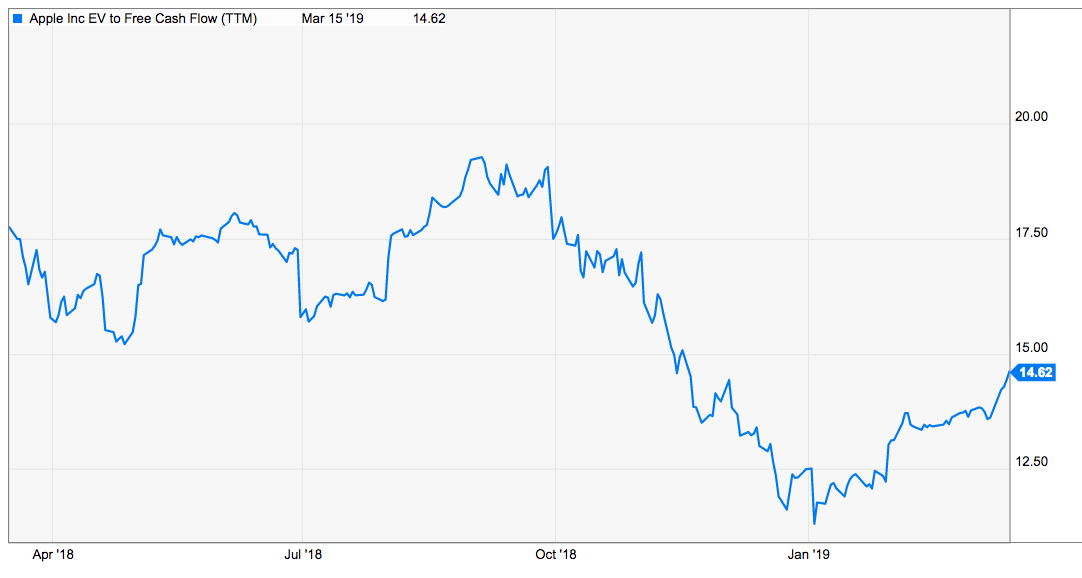 Apple Inc EV to Free Cash Flow (TTM) Mar 15 '19 14.62
20.00
17.50
15.00
14.62
12.50
Apr '18 Jul '18 Oct '18 Jan '19